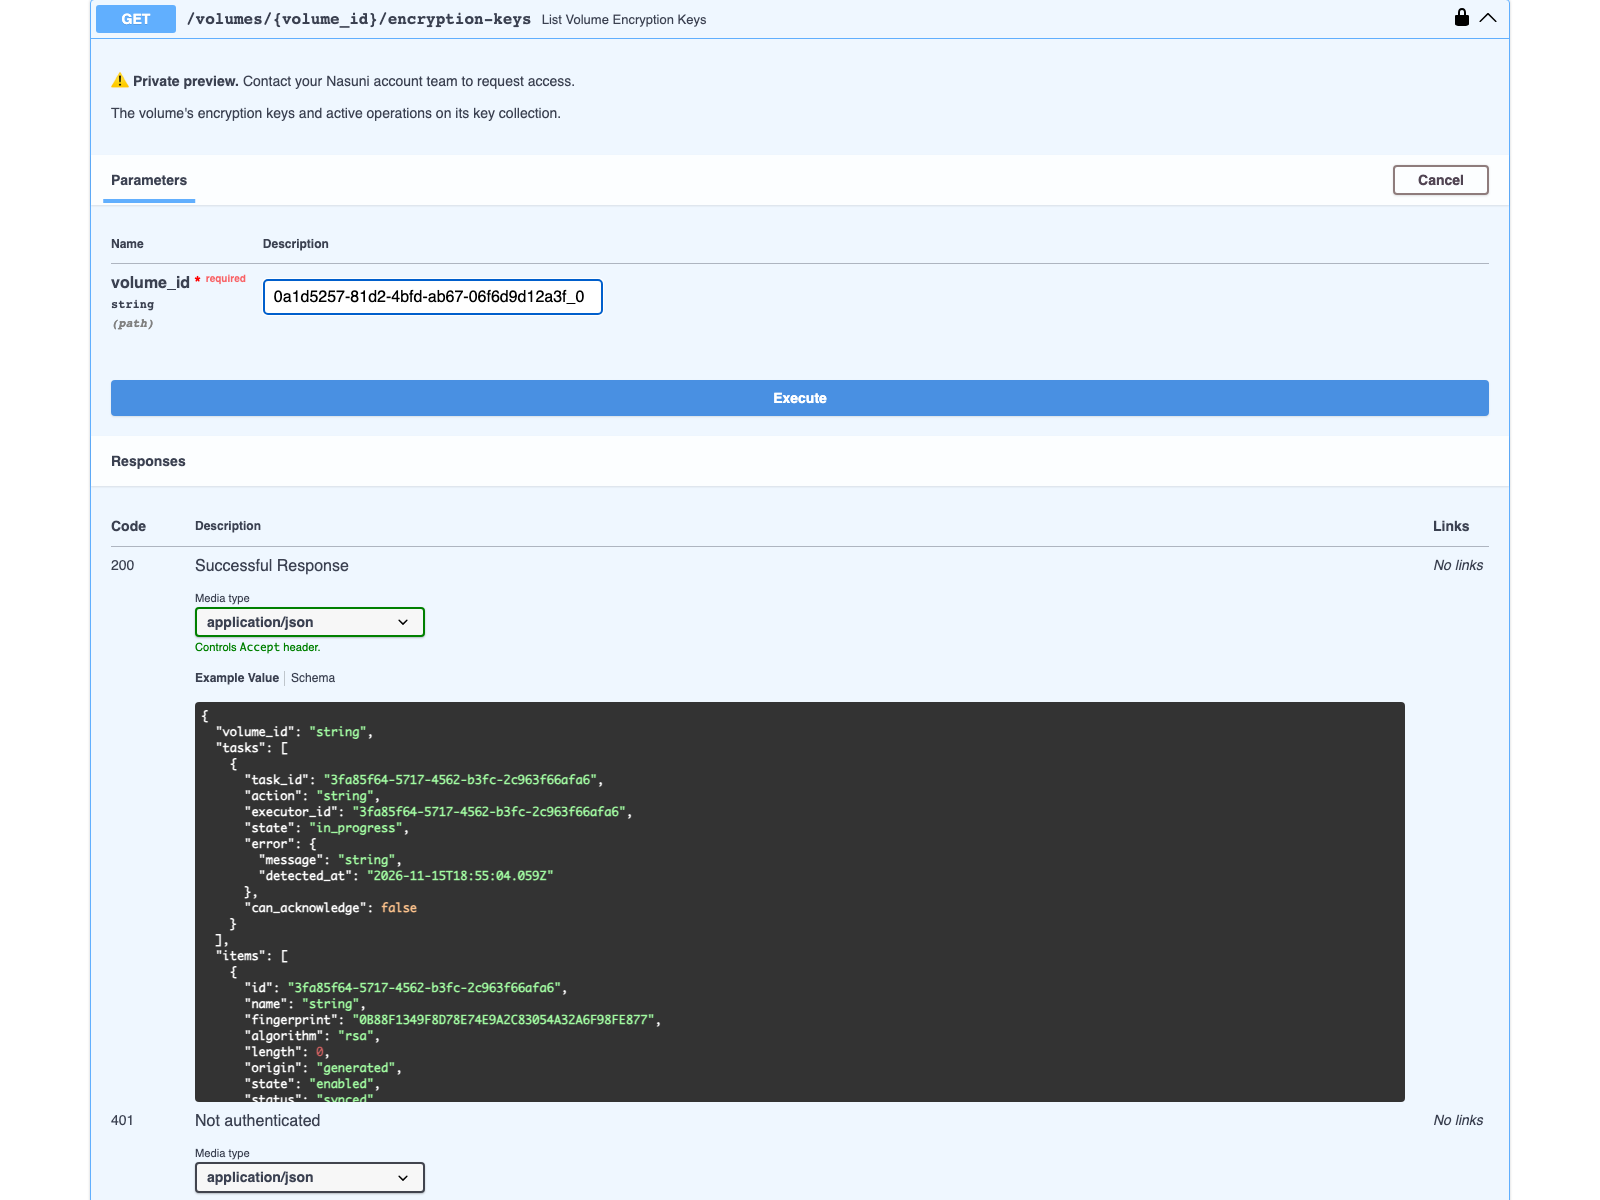 GET /volumes/{volume_id}/encryption-keys List Volume Encryption Keys
Private preview. Contact your Nasuni account team to request access.
The volume's encryption keys and active operations on its key collection.
Parameters
Cancel
Name Description
volume_id * required
string
(path)
0a1d5257-81d2-4bfd-ab67-06f6d9d12a3f_0
Execute
Responses
Code Description Links
200 Successful Response No links
Media type
application/json
Controls Accept header.
Example Value Schema
{
  "volume_id": "string",
  "tasks": [
    {
      "task_id": "3fa85f64-5717-4562-b3fc-2c963f66afa6",
      "action": "string",
      "executor_id": "3fa85f64-5717-4562-b3fc-2c963f66afa6",
      "state": "in_progress",
      "error": {
        "message": "string",
        "detected_at": "2026-11-15T18:55:04.059Z"
      },
      "can_acknowledge": false
    }
  ],
  "items": [
    {
      "id": "3fa85f64-5717-4562-b3fc-2c963f66afa6",
      "name": "string",
      "fingerprint": "0B88F1349F8D78E74E9A2C83054A32A6F98FE877",
      "algorithm": "rsa",
      "length": 0,
      "origin": "generated",
      "state": "enabled",
      "status": "synced"
401 Not authenticated No links
Media type
application/json